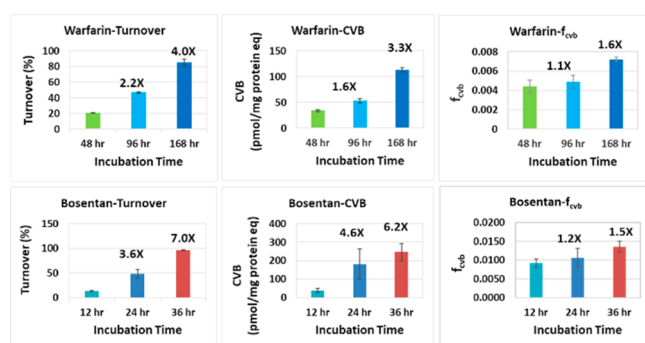 Warfarin-Turnover
100
80
60
40
20
0
Turnover (%)
2.2X
4.0X
48 hr 96 hr 168 hr
Incubation Time
Warfarin-CVB
150
100
50
0
CVB
(pmol/mg protein eq)
1.6X
3.3X
48 hr 96 hr 168 hr
Incubation Time
Warfarin-fcvb
0.008
0.006
0.004
0.002
0
fcvb
1.1X
1.6X
48 hr 96 hr 168 hr
Incubation Time
Bosentan-Turnover
150
100
50
0
Turnover (%)
3.6X
7.0X
12 hr 24 hr 36 hr
Incubation Time
Bosentan-CVB
400
300
200
100
0
CVB
(pmol/mg protein eq)
4.6X
6.2X
12 hr 24 hr 36 hr
Incubation Time
Bosentan-fcvb
0.0200
0.0150
0.0100
0.0050
0.0000
fcvb
1.2X
1.5X
12 hr 24 hr 36 hr
Incubation Time